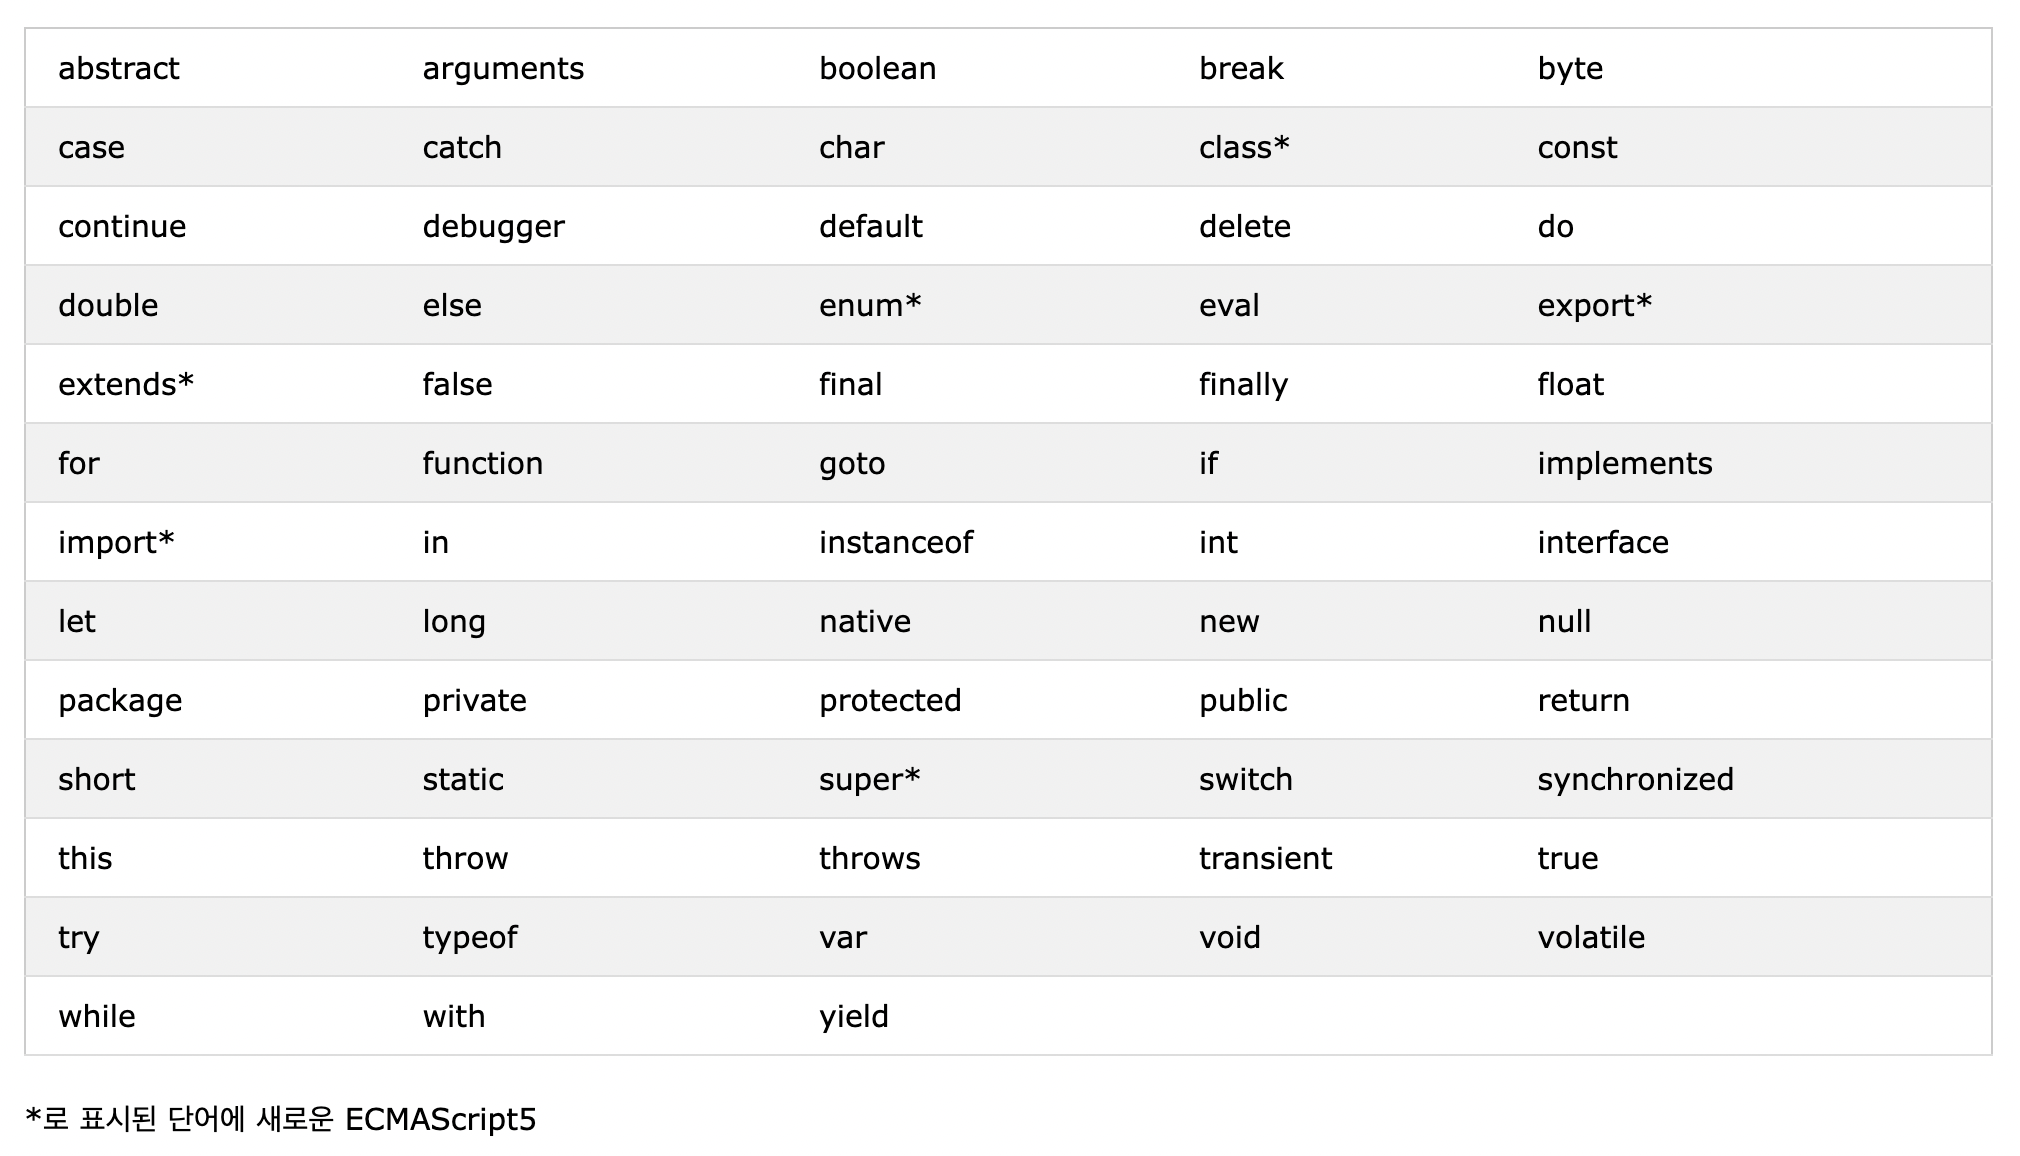 abstract arguments boolean break byte
case catch char class* const
continue debugger default delete do
double else enum* eval export*
extends* false final finally float
for function goto if implements
import* in instanceof int interface
let long native new null
package private protected public return
short static super* switch synchronized
this throw throws transient true
try typeof var void volatile
while with yield
*로 표시된 단어에 새로운 ECMAScript5